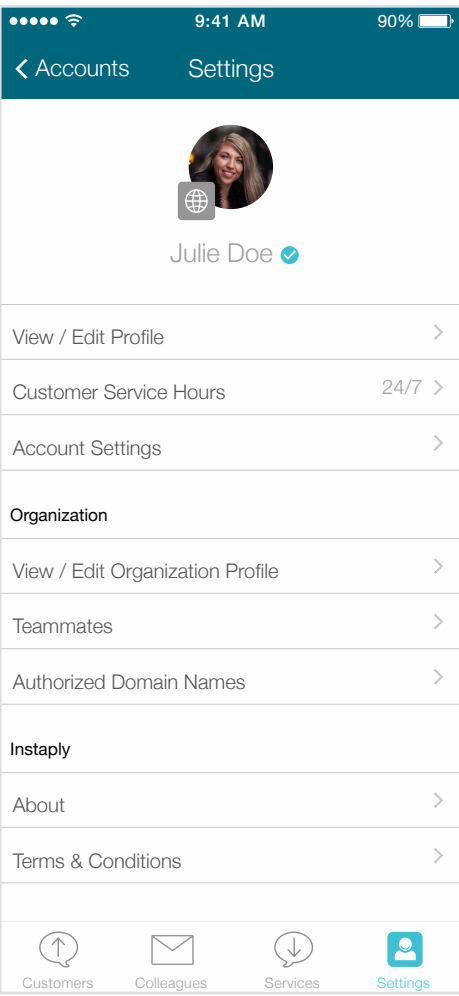 9:41 AM
90%
Accounts
Settings
Julie Doe
View / Edit Profile
Customer Service Hours
24/7
Account Settings
Organization
View / Edit Organization Profile
Teammates
Authorized Domain Names
Instaply
About
Terms & Conditions
Customers
Colleagues
Services
Settings